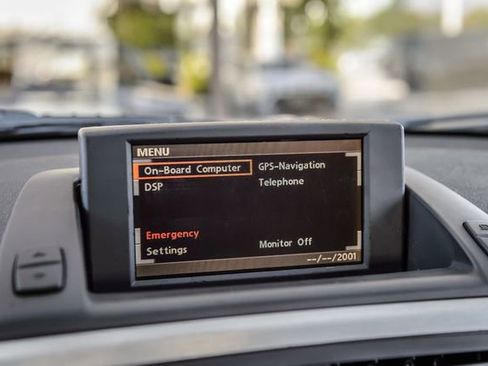 MENU
On-Board Computer
GPS-Navigation
DSP
Telephone
Emergency
Settings
Monitor Off
--/--/2001